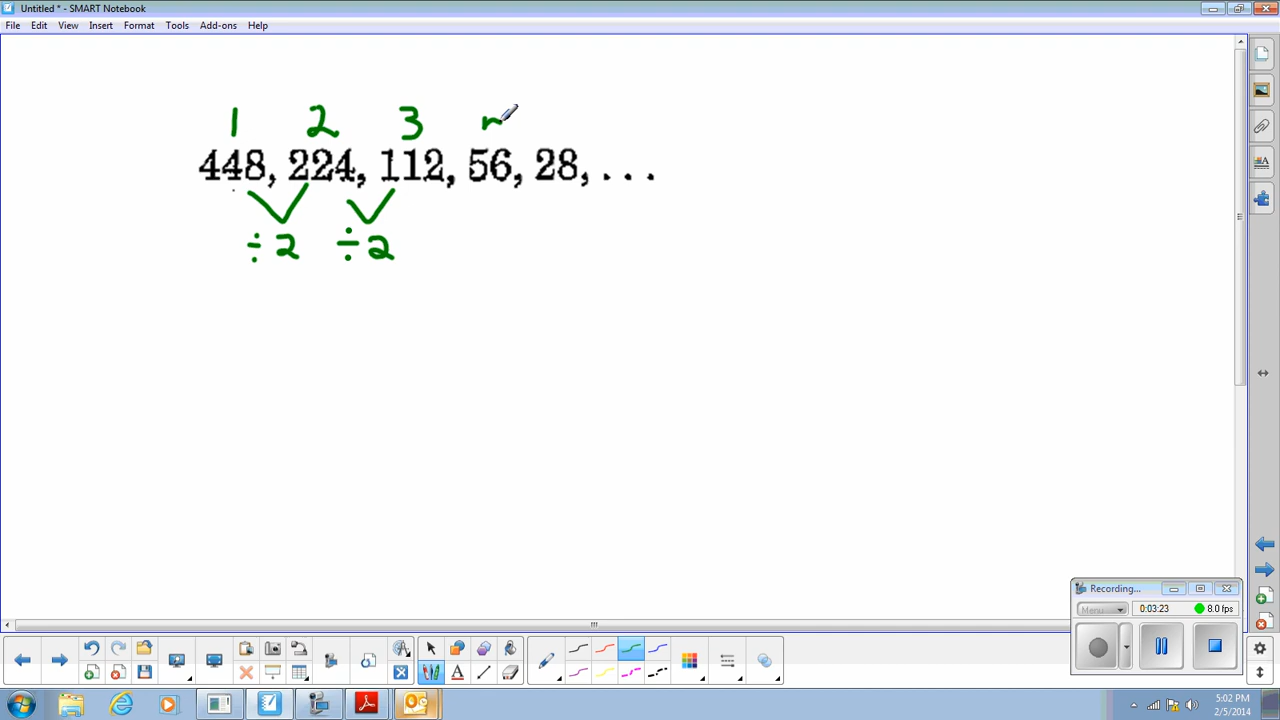 Untitled * - SMART Notebook
File Edit View Insert Format Tools Add-ons Help
1 2 3 n
448, 224, 112, 56, 28, . . .
÷2 ÷2
Recording...
Menu 0:03:23 8.0 fps
5:02 PM
2/5/2014